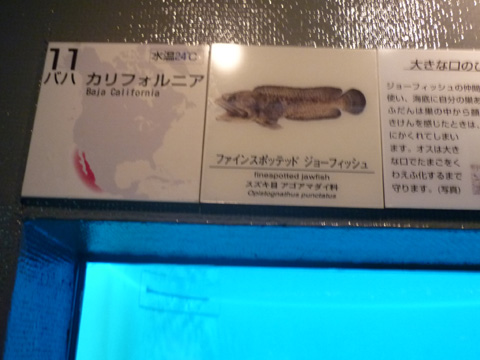 11
水温24℃
バハ カリフォルニア
Baja California
ファインスポッテッド ジョーフィッシュ
finespotted jawfish
スズキ目 アゴアマダイ科
Opistognathus punctatus
大きな口のひ
ジョーフィッシュの仲間
使い、海底に自分の巣
ふだんは巣の中から顔
きけんを感じたときは、
にかくれてしまい
ます。オスは大き
な口でたまごをく
わえふ化するまで
守ります。(写真)